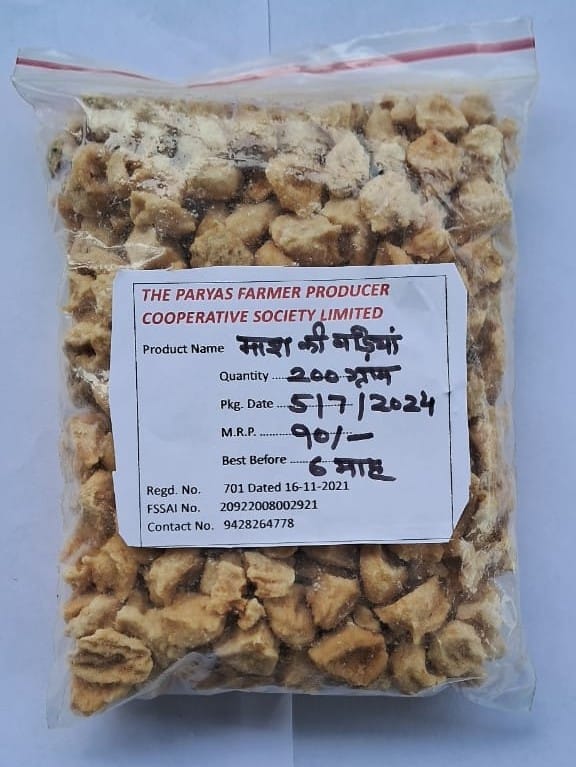 THE PARYAS FARMER PRODUCER
COOPERATIVE SOCIETY LIMITED
Product Name माश की बड़ियां
Quantity ....200 ग्राम
Pkg. Date ....5/7/2024
M.R.P. ..........90/-
Best Before ......6 माह
Regd. No. 701 Dated 16-11-2021
FSSAI No. 20922008002921
Contact No. 9428264778